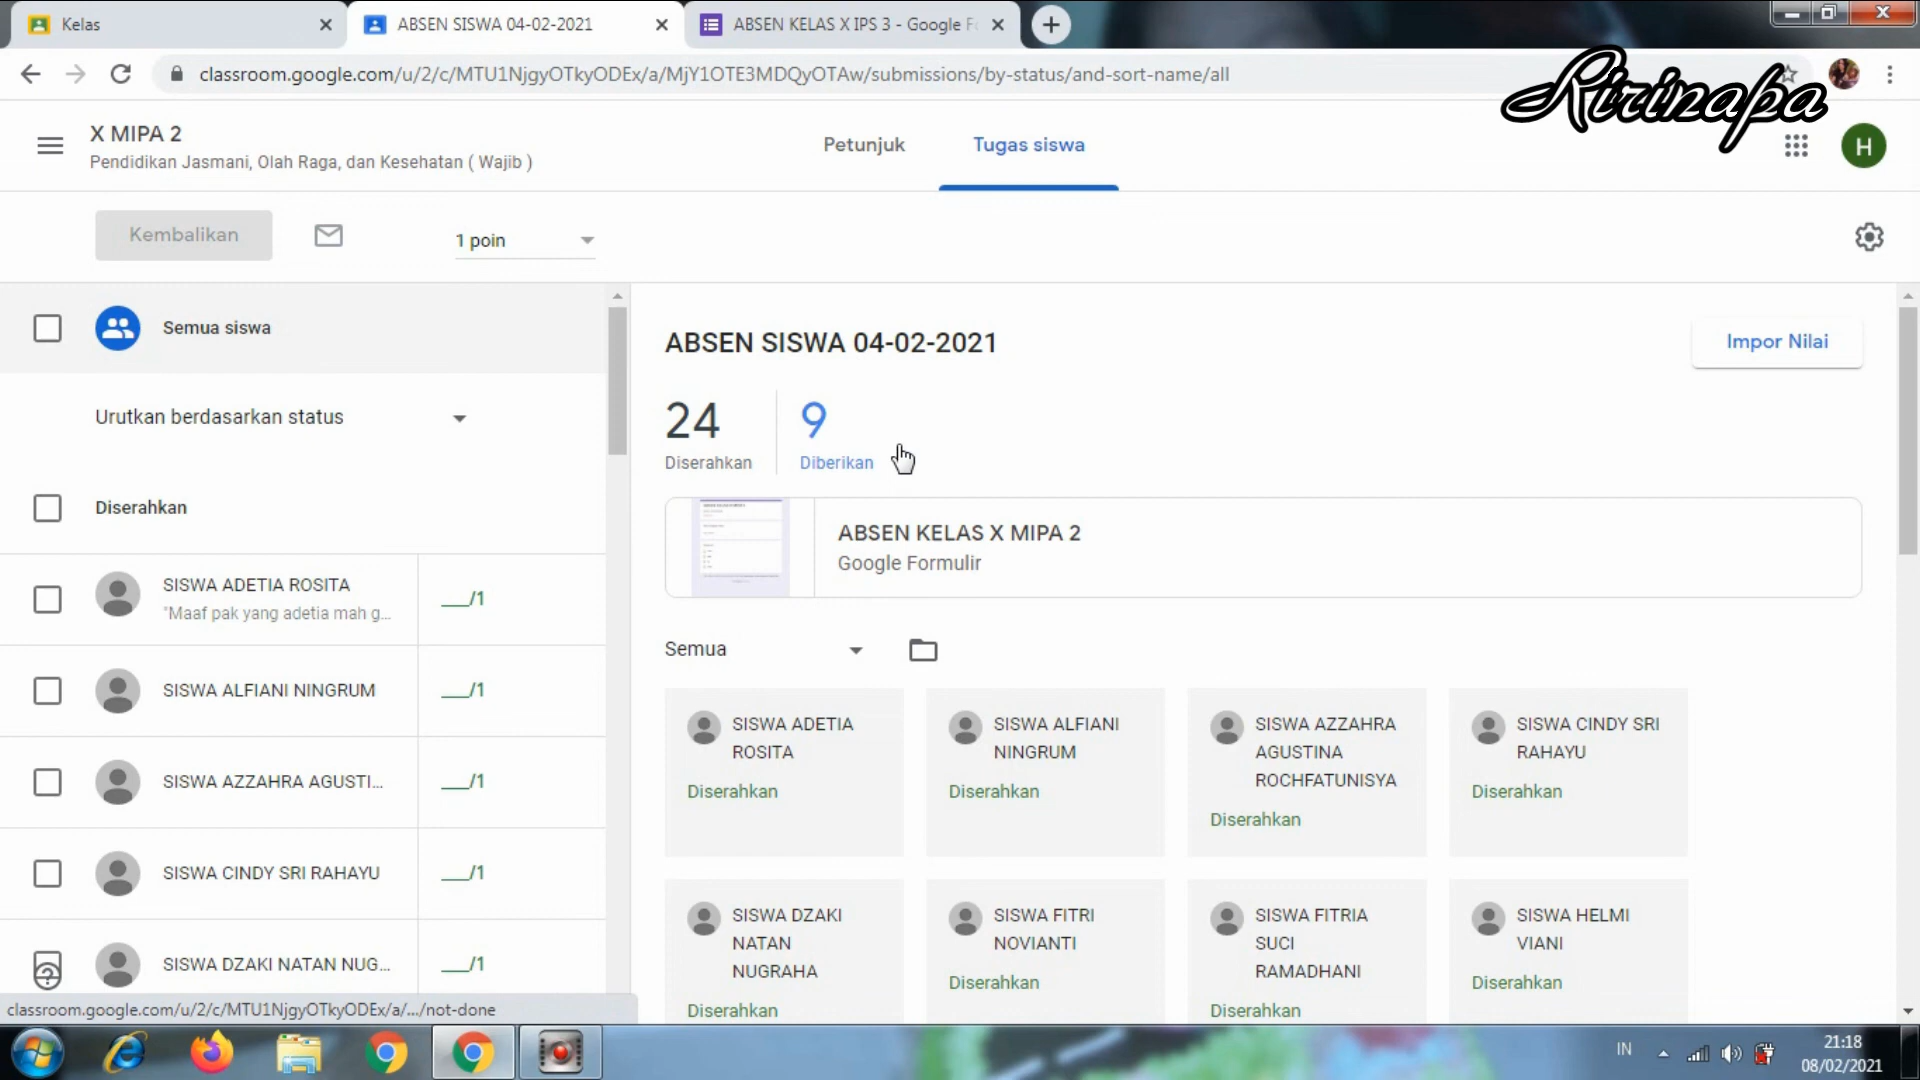 Kelas
ABSEN SISWA 04-02-2021
ABSEN KELAS X IPS 3 - Google F
classroom.google.com/u/2/c/MTU1NjgyOTkyODEx/a/MjY1OTE3MDQyOTAw/submissions/by-status/and-sort-name/all
Ririnapa
X MIPA 2
Pendidikan Jasmani, Olah Raga, dan Kesehatan ( Wajib )
Petunjuk
Tugas siswa
H
Kembalikan
1 poin
Semua siswa
Urutkan berdasarkan status
Diserahkan
SISWA ADETIA ROSITA
"Maaf pak yang adetia mah g...
___/1
SISWA ALFIANI NINGRUM
___/1
SISWA AZZAHRA AGUSTI...
___/1
SISWA CINDY SRI RAHAYU
___/1
SISWA DZAKI NATAN NUG...
___/1
ABSEN SISWA 04-02-2021
Impor Nilai
24
Diserahkan
9
Diberikan
ABSEN KELAS X MIPA 2
Google Formulir
Semua
SISWA ADETIA
ROSITA
Diserahkan
SISWA ALFIANI
NINGRUM
Diserahkan
SISWA AZZAHRA
AGUSTINA
ROCHFATUNISYA
Diserahkan
SISWA CINDY SRI
RAHAYU
Diserahkan
SISWA DZAKI
NATAN
NUGRAHA
Diserahkan
SISWA FITRI
NOVIANTI
Diserahkan
SISWA FITRIA
SUCI
RAMADHANI
Diserahkan
SISWA HELMI
VIANI
Diserahkan
classroom.google.com/u/2/c/MTU1NjgyOTkyODEx/a/.../not-done
IN
21:18
08/02/2021